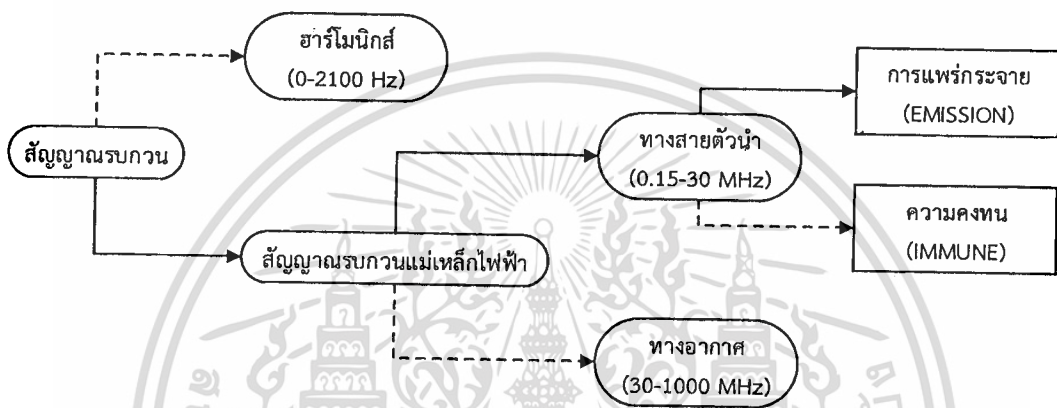 ฮาร์โมนิกส์
(0-2100 Hz)
สัญญาณรบกวน
สัญญาณรบกวนแม่เหล็กไฟฟ้า
ทางสายตัวนำ
(0.15-30 MHz)
ทางอากาศ
(30-1000 MHz)
การแพร่กระจาย
(EMISSION)
ความคงทน
(IMMUNE)